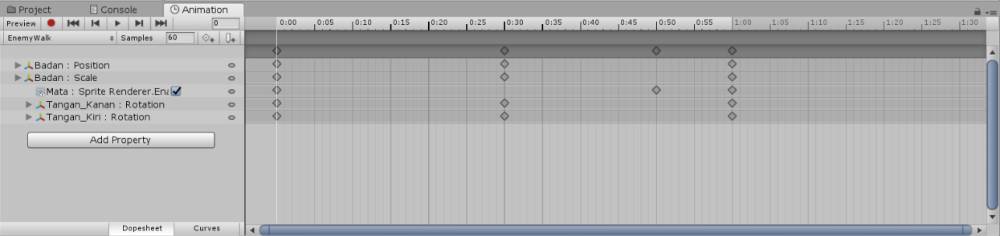 Project Console Animation
Preview 0 0:00 0:05 0:10 0:15 0:20 0:25 0:30 0:35 0:40 0:45 0:50 0:55 1:00 1:05 1:10 1:15 1:20 1:25 1:30
EnemyWalk Samples 60
Badan : Position
Badan : Scale
Mata : Sprite Renderer.Ena
Tangan_Kanan : Rotation
Tangan_Kiri : Rotation
Add Property
Dopesheet Curves